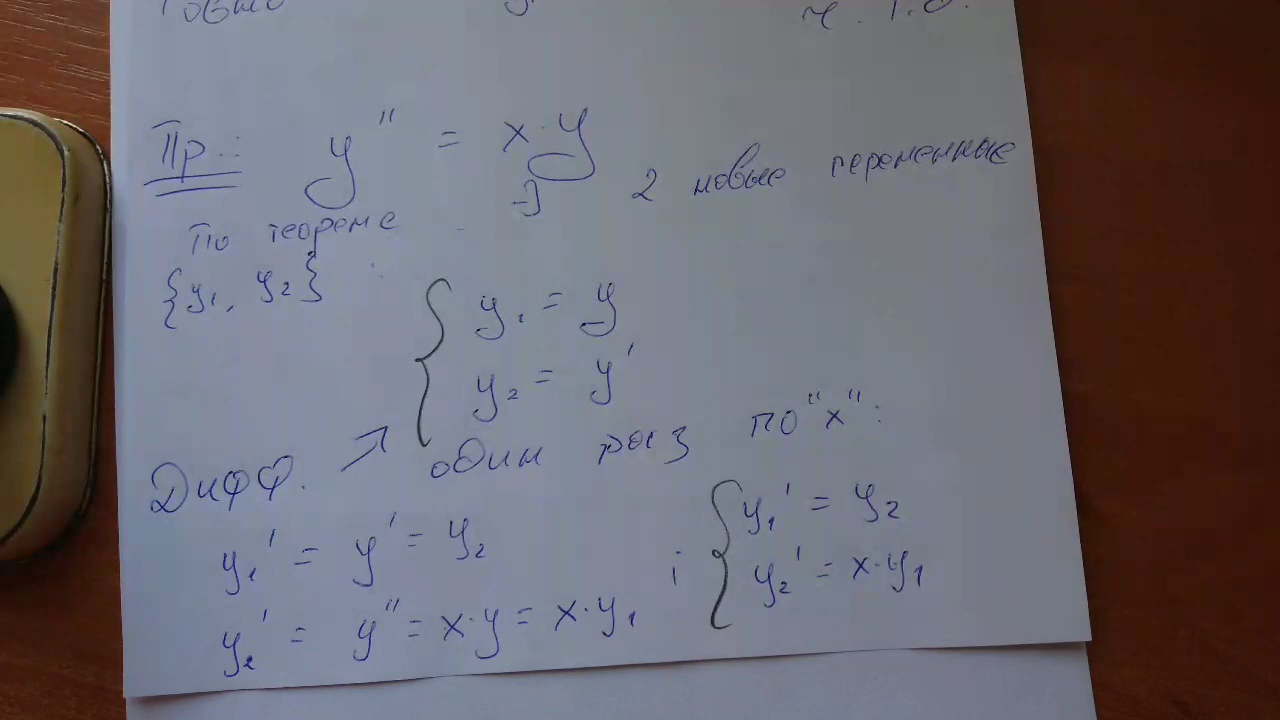 Пр.: y'' = x·y
-] 2 новые переменные
По теореме
{y₁, y₂}
y₁ = y
y₂ = y'
Дифф. ↗ один раз по "x":
y₁' = y' = y₂
y₂' = y'' = x·y = x·y₁ ;
{ y₁' = y₂
y₂' = x·y₁